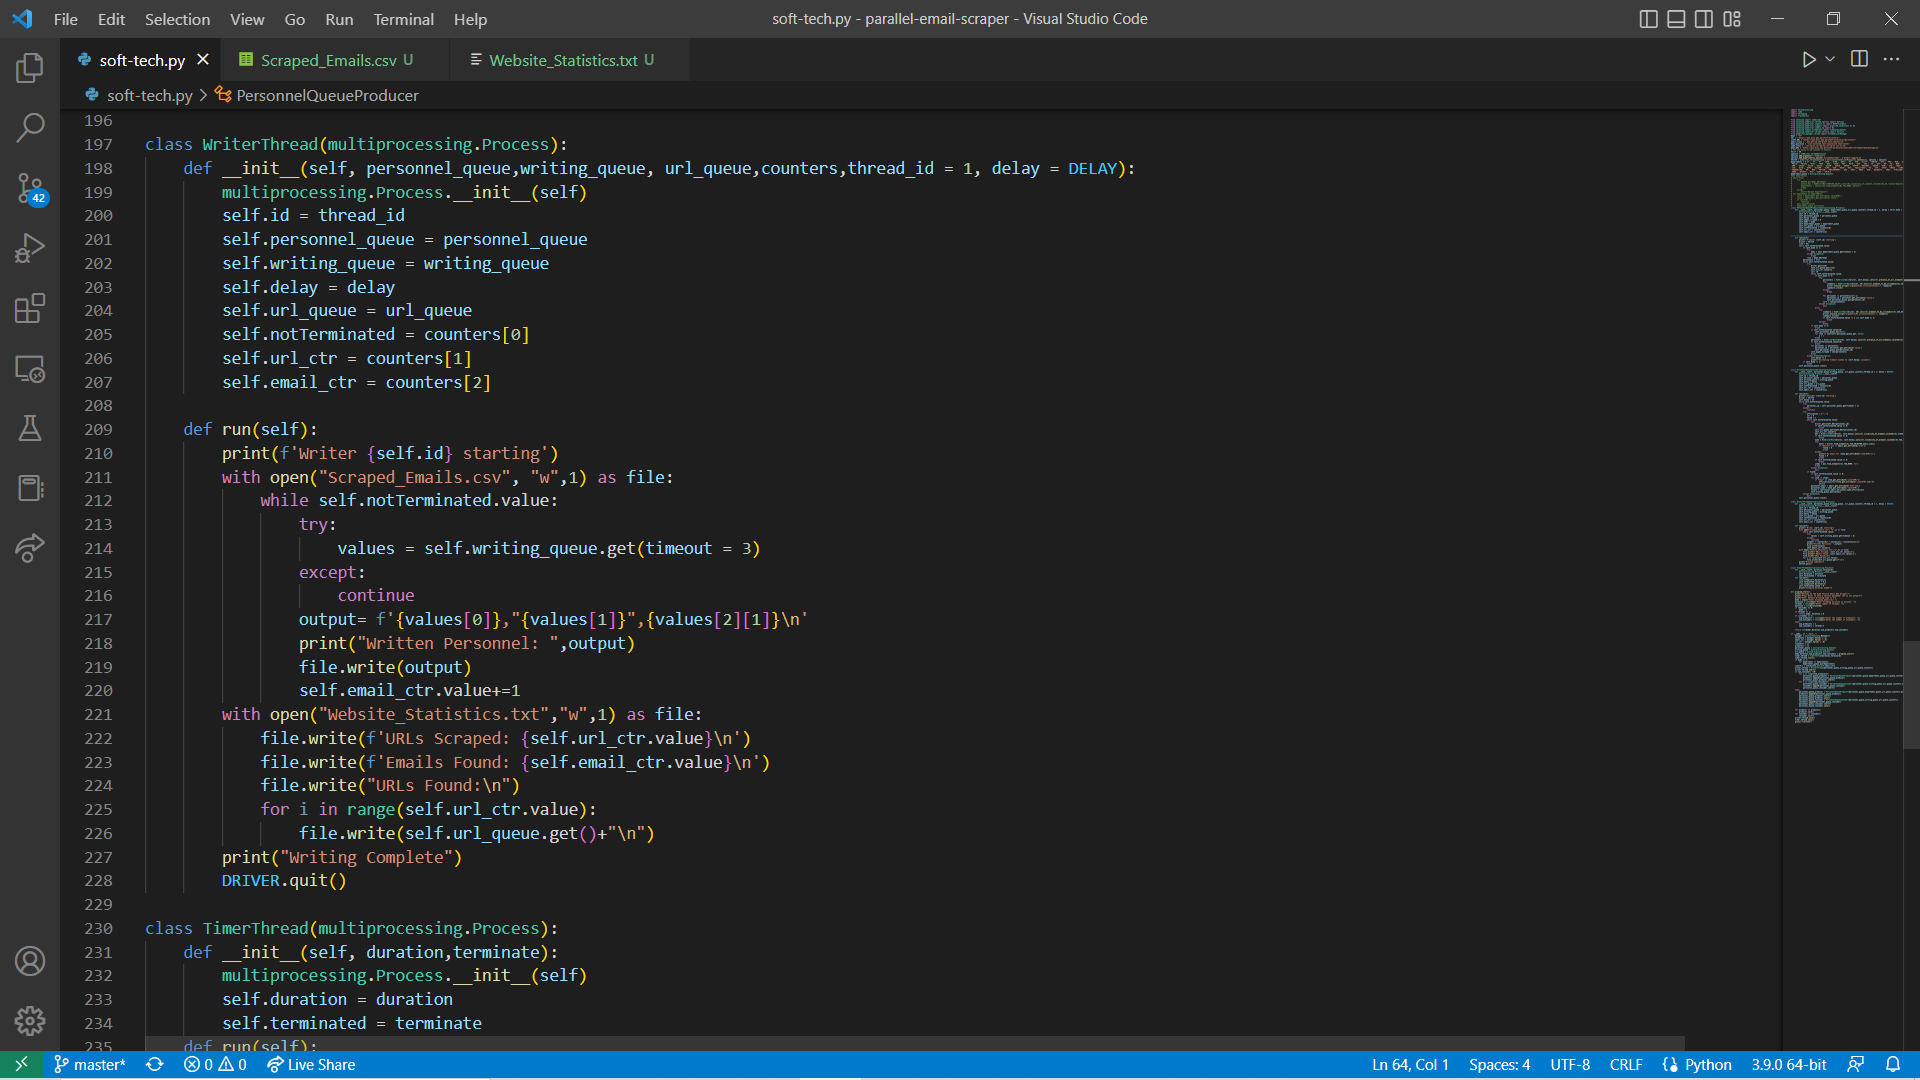 File Edit Selection View Go Run Terminal Help
soft-tech.py - parallel-email-scraper - Visual Studio Code
soft-tech.py
Scraped_Emails.csv U
Website_Statistics.txt U
soft-tech.py > PersonnelQueueProducer
42
196
197 class WriterThread(multiprocessing.Process):
198 def __init__(self, personnel_queue,writing_queue, url_queue,counters,thread_id = 1, delay = DELAY):
199 multiprocessing.Process.__init__(self)
200 self.id = thread_id
201 self.personnel_queue = personnel_queue
202 self.writing_queue = writing_queue
203 self.delay = delay
204 self.url_queue = url_queue
205 self.notTerminated = counters[0]
206 self.url_ctr = counters[1]
207 self.email_ctr = counters[2]
208
209 def run(self):
210 print(f'Writer {self.id} starting')
211 with open("Scraped_Emails.csv", "w",1) as file:
212 while self.notTerminated.value:
213 try:
214 values = self.writing_queue.get(timeout = 3)
215 except:
216 continue
217 output= f'{values[0]},"{values[1]}",{values[2][1]}\n'
218 print("Written Personnel: ",output)
219 file.write(output)
220 self.email_ctr.value+=1
221 with open("Website_Statistics.txt","w",1) as file:
222 file.write(f'URLs Scraped: {self.url_ctr.value}\n')
223 file.write(f'Emails Found: {self.email_ctr.value}\n')
224 file.write("URLs Found:\n")
225 for i in range(self.url_ctr.value):
226 file.write(self.url_queue.get()+"\n")
227 print("Writing Complete")
228 DRIVER.quit()
229
230 class TimerThread(multiprocessing.Process):
231 def __init__(self, duration,terminate):
232 multiprocessing.Process.__init__(self)
233 self.duration = duration
234 self.terminated = terminate
235 def run(self):
master* 0 0 Live Share
Ln 64, Col 1 Spaces: 4 UTF-8 CRLF Python 3.9.0 64-bit